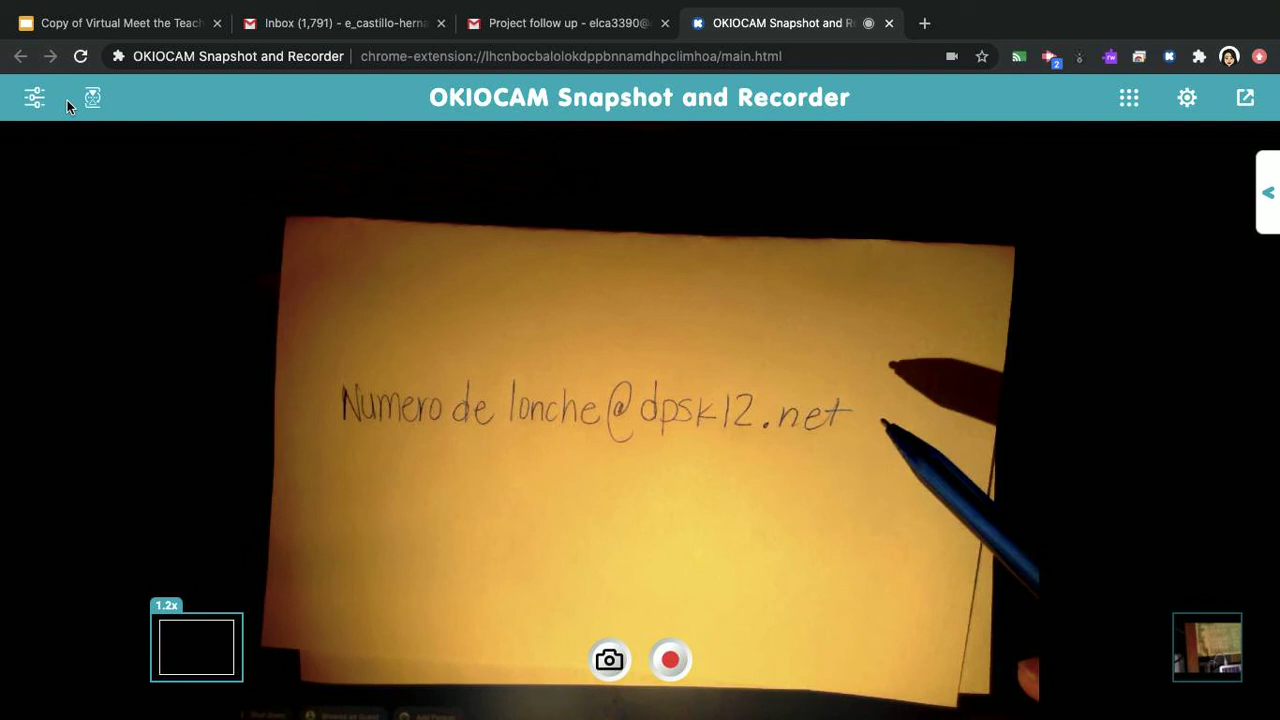 Copy of Virtual Meet the Teach
Inbox (1,791) - e_castillo-herna
Project follow up - elca3390@
OKIOCAM Snapshot and R
OKIOCAM Snapshot and Recorder
chrome-extension://lhcnbocbalolokdppbnnamdhpclimhoa/main.html
2
OKIOCAM Snapshot and Recorder
Numero de lonche@dpsk12.net
1.2x